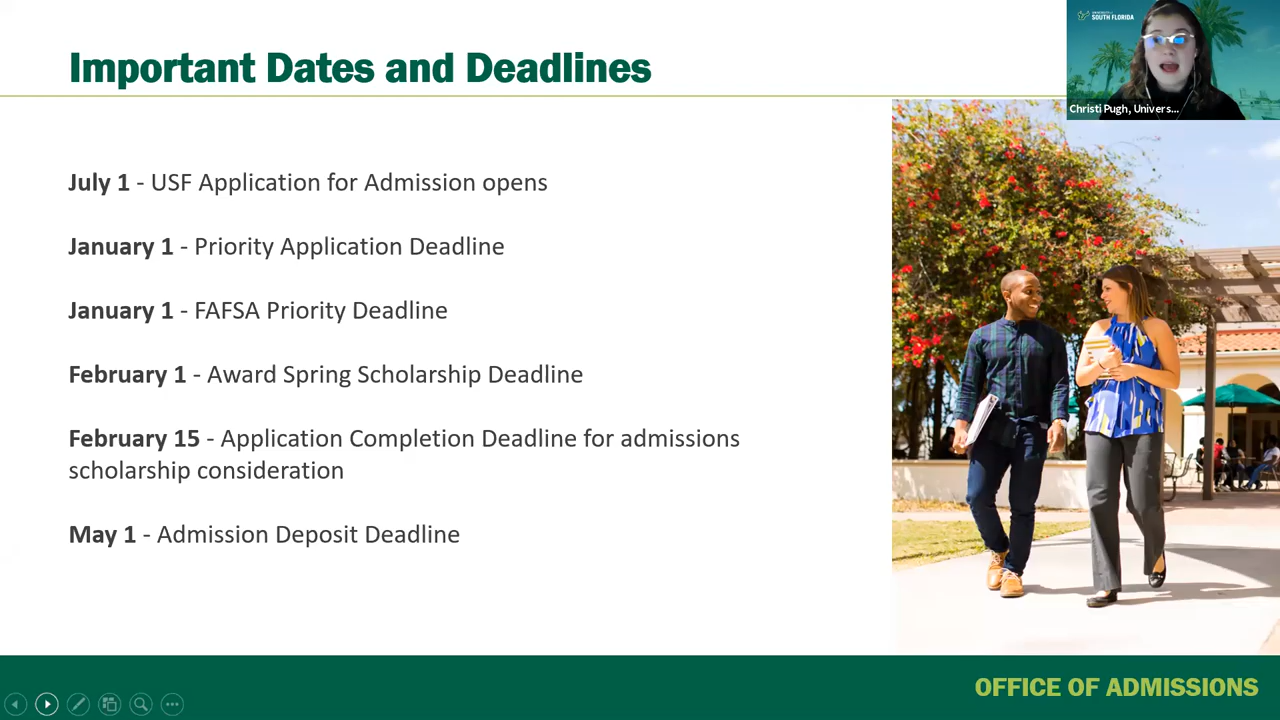 Important Dates and Deadlines
UNIVERSITY of
SOUTH FLORIDA
Christi Pugh, Univers...
July 1 - USF Application for Admission opens
January 1 - Priority Application Deadline
January 1 - FAFSA Priority Deadline
February 1 - Award Spring Scholarship Deadline
February 15 - Application Completion Deadline for admissions
scholarship consideration
May 1 - Admission Deposit Deadline
OFFICE OF ADMISSIONS